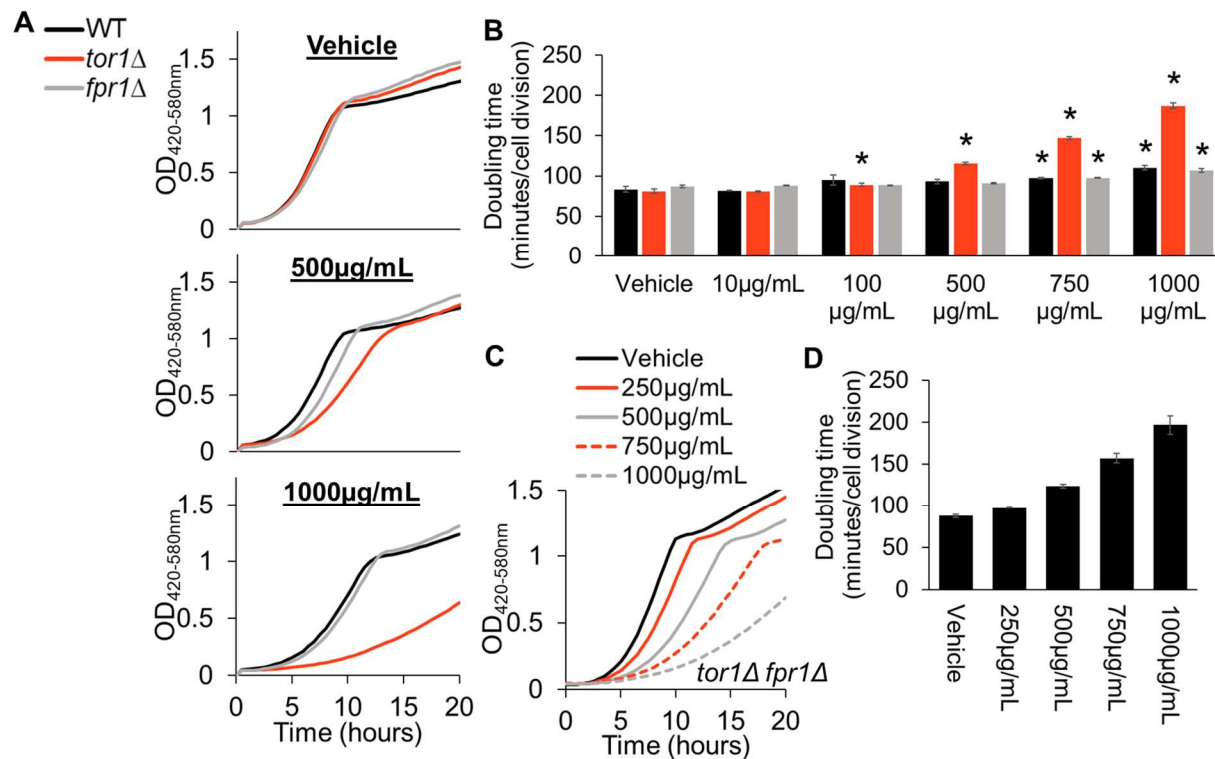 A
WT
tor1Δ
fpr1Δ
Vehicle
1.5
1
0.5
0
OD420-580nm
500µg/mL
1.5
1
0.5
0
OD420-580nm
1000µg/mL
1.5
1
0.5
0
OD420-580nm
0 5 10 15 20
Time (hours)
B
250
200
150
100
50
0
Doubling time
(minutes/cell division)
* * * * * * * *
Vehicle 10µg/mL 100 500 750 1000
µg/mL µg/mL µg/mL µg/mL
C
Vehicle
250µg/mL
500µg/mL
750µg/mL
1000µg/mL
1.5
1
0.5
0
OD420-580nm
tor1Δ fpr1Δ
0 5 10 15 20
Time (hours)
D
250
200
150
100
50
0
Doubling time
(minutes/cell division)
Vehicle
250µg/mL
500µg/mL
750µg/mL
1000µg/mL